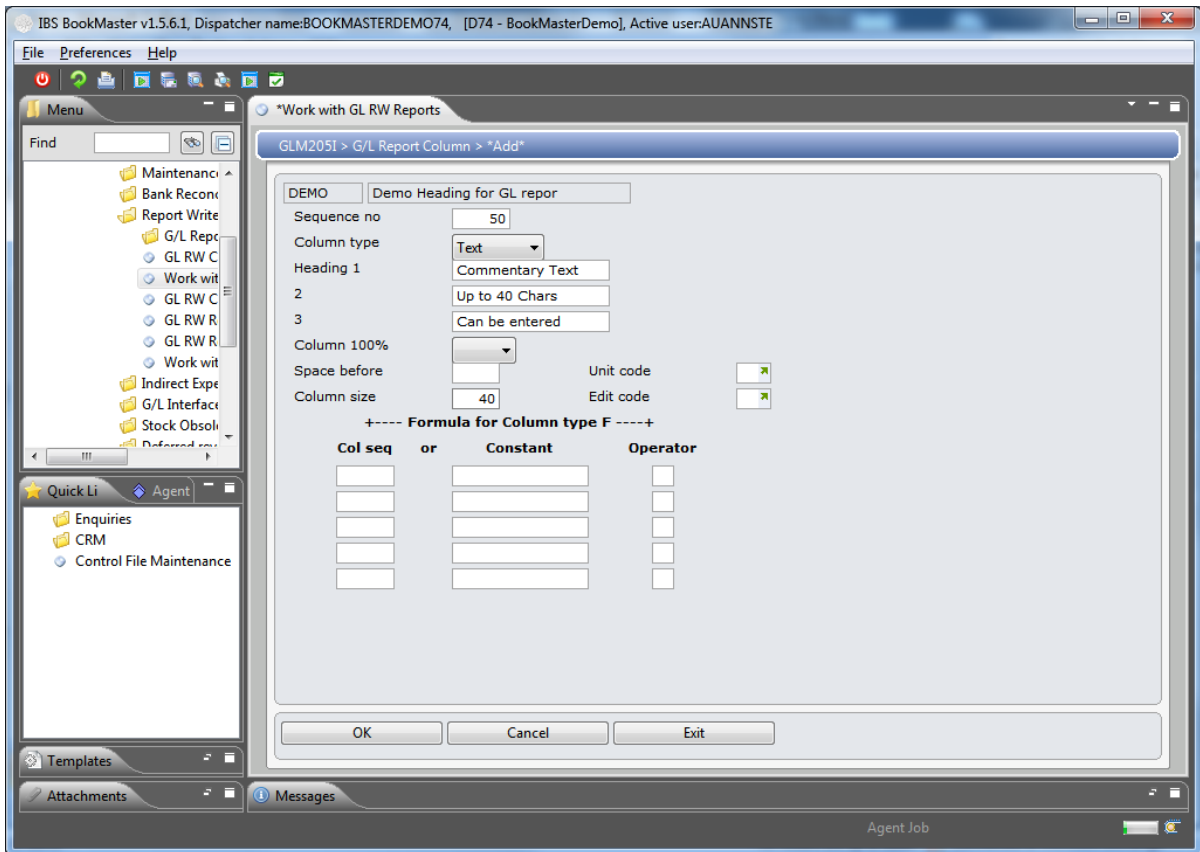 IBS BookMaster v1.5.6.1, Dispatcher name:BOOKMASTERDEMO74, [D74 - BookMasterDemo], Active user:AUANNSTE
File Preferences Help
Menu
Find
Maintenanc
Bank Recon
Report Write
G/L Repo
GL RW C
Work wit
GL RW C
GL RW R
GL RW R
Work wit
Indirect Expe
G/L Interface
Stock Obsol
Deferred rev
Quick Li Agent
Enquiries
CRM
Control File Maintenance
Templates
Attachments
*Work with GL RW Reports
GLM205I > G/L Report Column > *Add*
DEMO Demo Heading for GL repor
Sequence no 50
Column type Text
Heading 1 Commentary Text
2 Up to 40 Chars
3 Can be entered
Column 100%
Space before Unit code
Column size 40 Edit code
+---- Formula for Column type F ----+
Col seq or Constant Operator
OK Cancel Exit
Messages
Agent Job